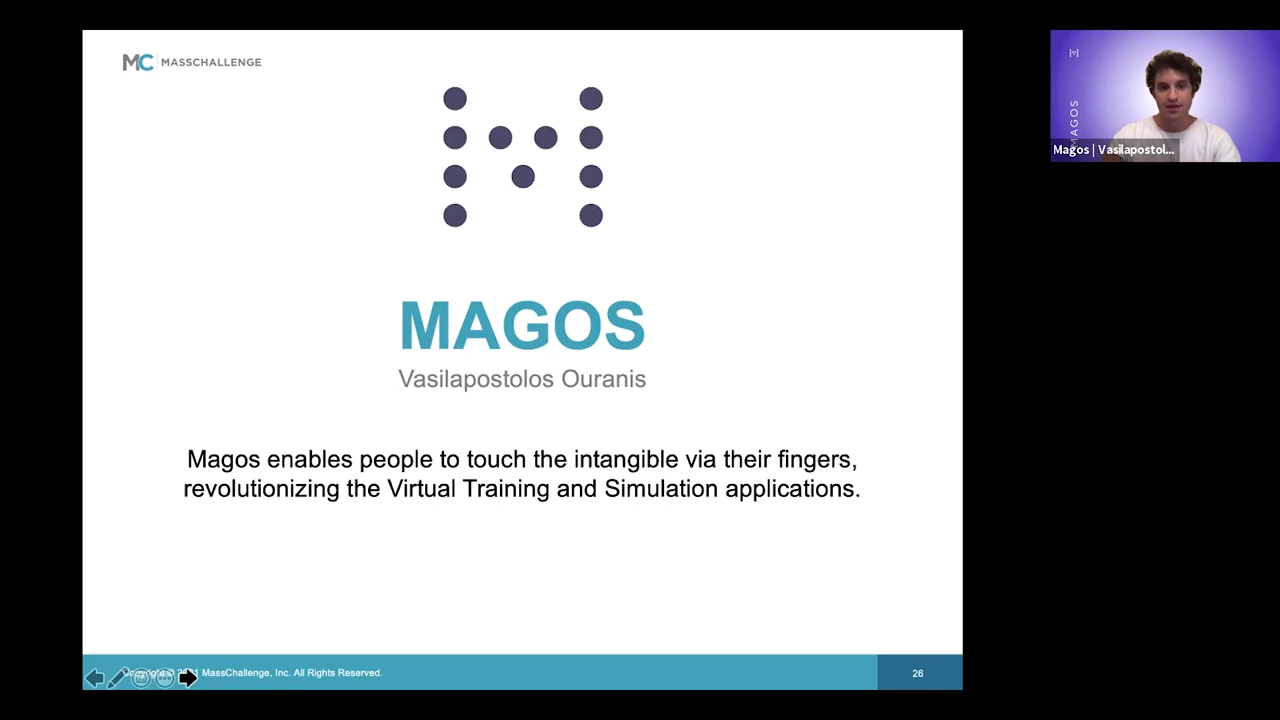 MC MASSCHALLENGE
MAGOS
Vasilapostolos Ouranis
Magos enables people to touch the intangible via their fingers,
revolutionizing the Virtual Training and Simulation applications.
MassChallenge, Inc. All Rights Reserved.
26
MAGOS
Magos | Vasilapostol...